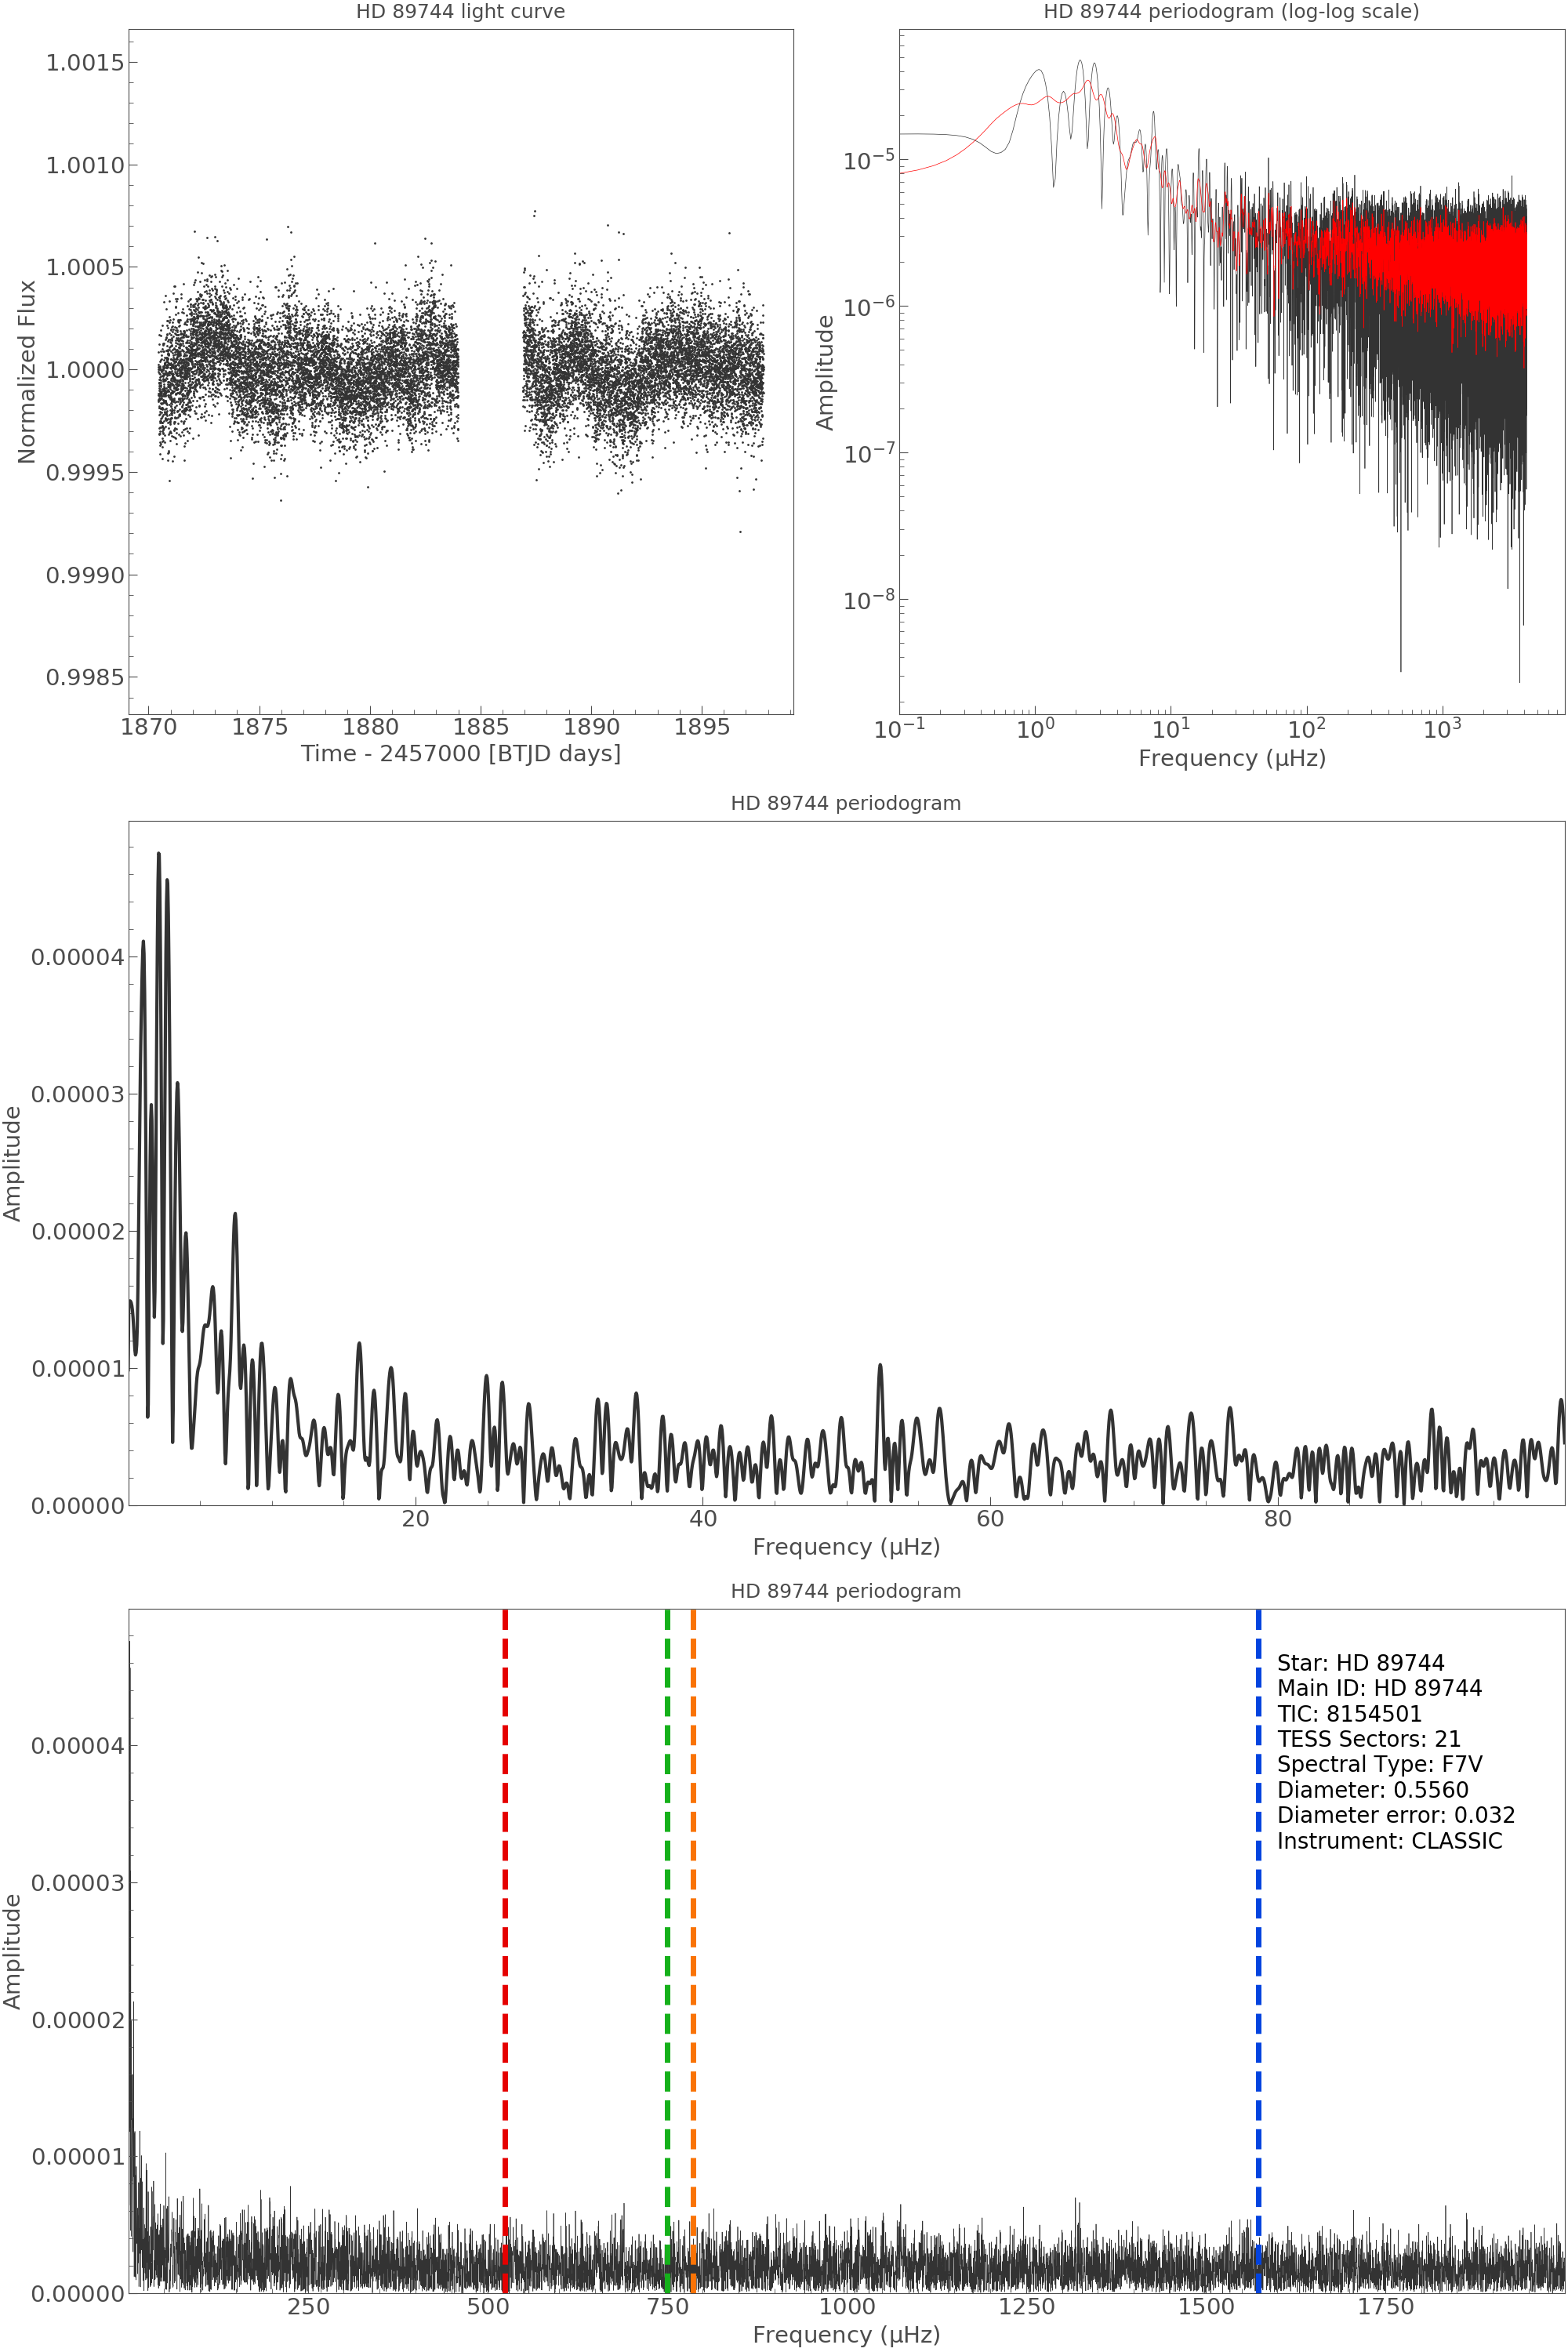 HD 89744 light curve
1.0015
1.0010
1.0005
1.0000
0.9995
0.9990
0.9985
Normalized Flux
1870 1875 1880 1885 1890 1895
Time - 2457000 [BTJD days]
HD 89744 periodogram (log-log scale)
10⁻⁵
10⁻⁶
10⁻⁷
10⁻⁸
Amplitude
10⁻¹ 10⁰ 10¹ 10² 10³
Frequency (µHz)
HD 89744 periodogram
0.00004
0.00003
0.00002
0.00001
0.00000
Amplitude
20 40 60 80
Frequency (µHz)
HD 89744 periodogram
0.00004
0.00003
0.00002
0.00001
0.00000
Amplitude
250 500 750 1000 1250 1500 1750
Frequency (µHz)
Star: HD 89744
Main ID: HD 89744
TIC: 8154501
TESS Sectors: 21
Spectral Type: F7V
Diameter: 0.5560
Diameter error: 0.032
Instrument: CLASSIC